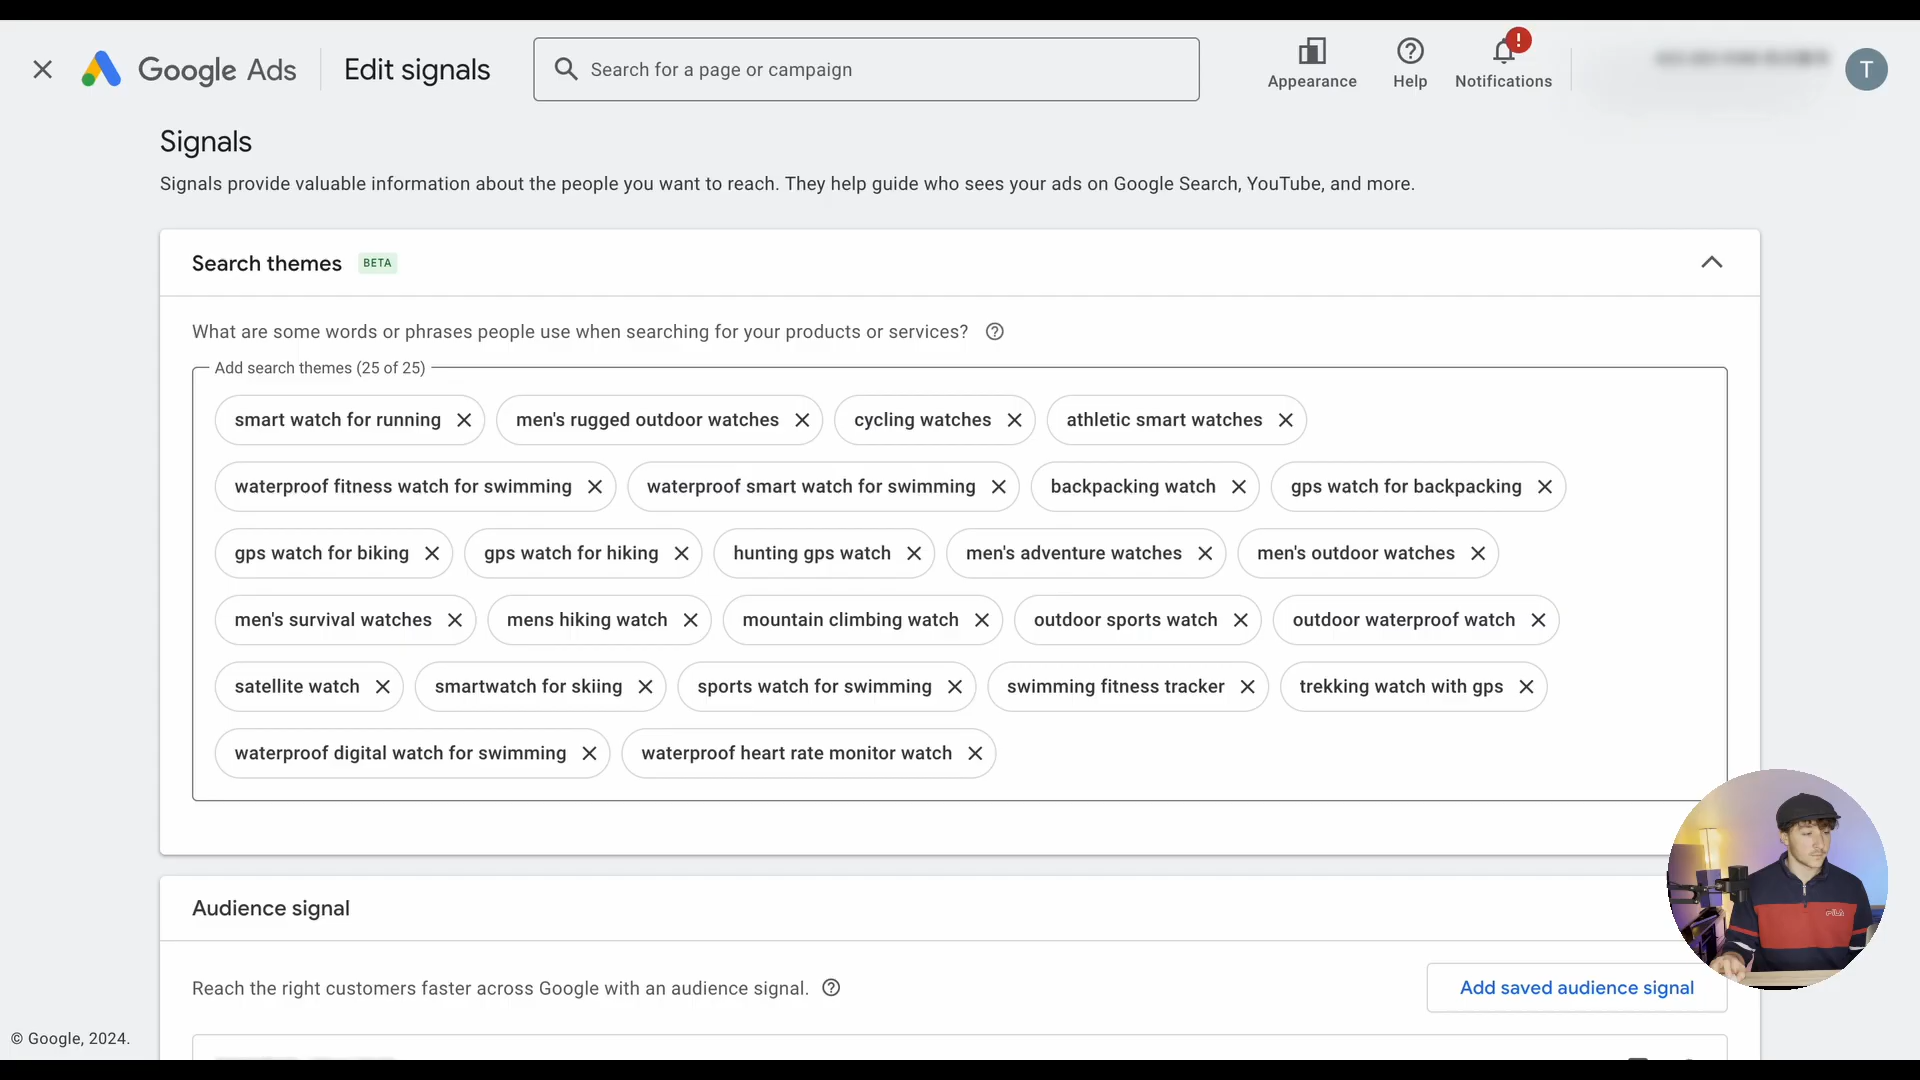 Google Ads
Edit signals
Search for a page or campaign
Appearance
Help
Notifications
T
Signals
Signals provide valuable information about the people you want to reach. They help guide who sees your ads on Google Search, YouTube, and more.
Search themes BETA
What are some words or phrases people use when searching for your products or services?
Add search themes (25 of 25)
smart watch for running men's rugged outdoor watches cycling watches athletic smart watches
waterproof fitness watch for swimming waterproof smart watch for swimming backpacking watch gps watch for backpacking
gps watch for biking gps watch for hiking hunting gps watch men's adventure watches men's outdoor watches
men's survival watches mens hiking watch mountain climbing watch outdoor sports watch outdoor waterproof watch
satellite watch smartwatch for skiing sports watch for swimming swimming fitness tracker trekking watch with gps
waterproof digital watch for swimming waterproof heart rate monitor watch
Audience signal
Reach the right customers faster across Google with an audience signal.
Add saved audience signal
FILA
© Google, 2024.